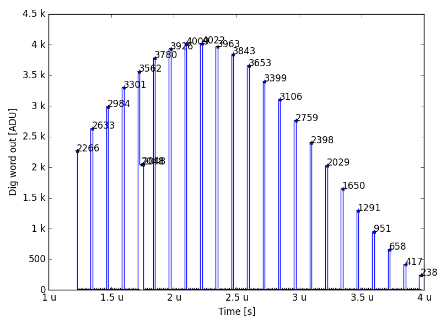 4.5 k
4 k
3.5 k
3 k
2.5 k
2 k
1.5 k
1 k
500
0
Dig word out [ADU]
2266
2633
2984
3301
3562
2048
3780
3926
4009
4022
3963
3843
3653
3399
3106
2759
2398
2029
1650
1291
951
658
417
238
1 u
1.5 u
2 u
2.5 u
3 u
3.5 u
4 u
Time [s]